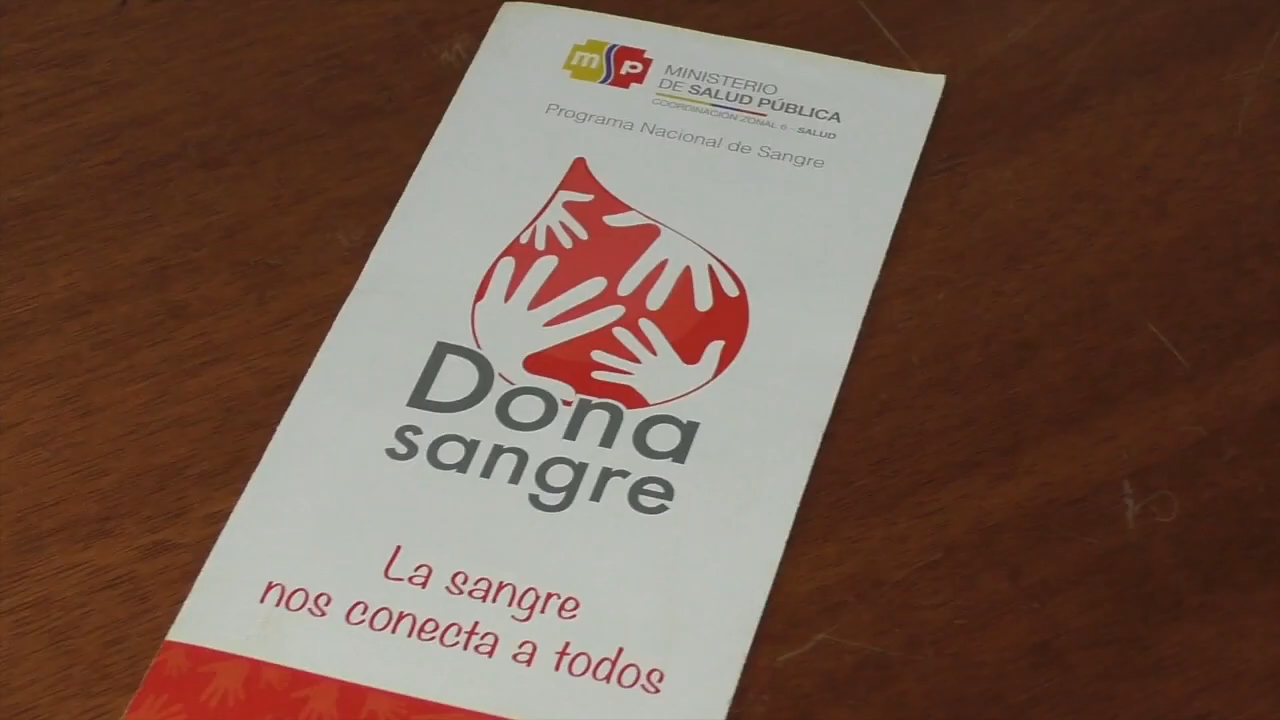 msp
MINISTERIO
DE SALUD PÚBLICA
COORDINACIÓN ZONAL 6 - SALUD
Programa Nacional de Sangre
Dona
sangre
La sangre
nos conecta a todos